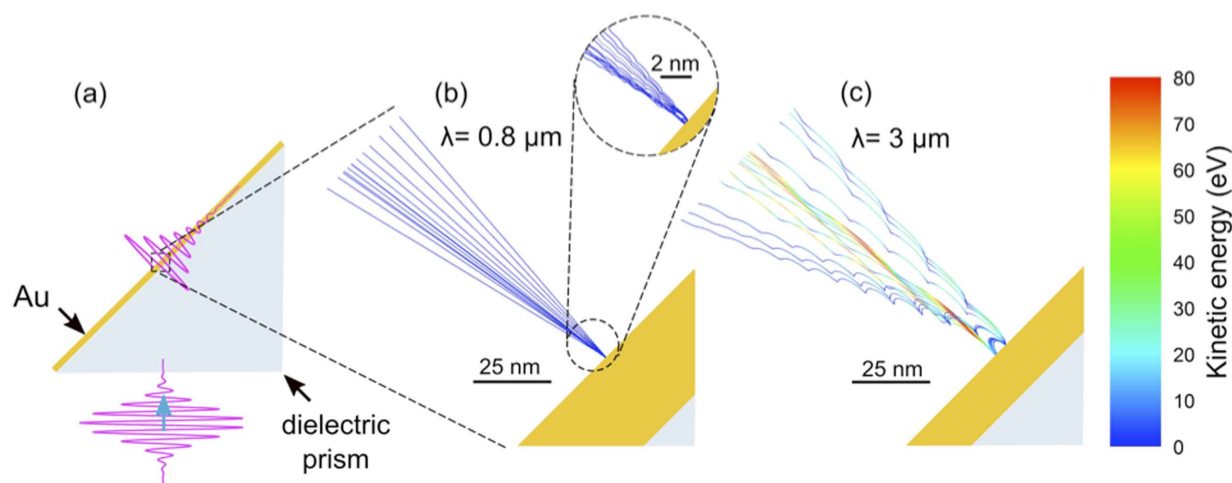 (a)
Au
dielectric
prism
(b)
λ= 0.8 µm
2 nm
25 nm
(c)
λ= 3 µm
25 nm
80
70
60
50
40
30
20
10
0
Kinetic energy (eV)